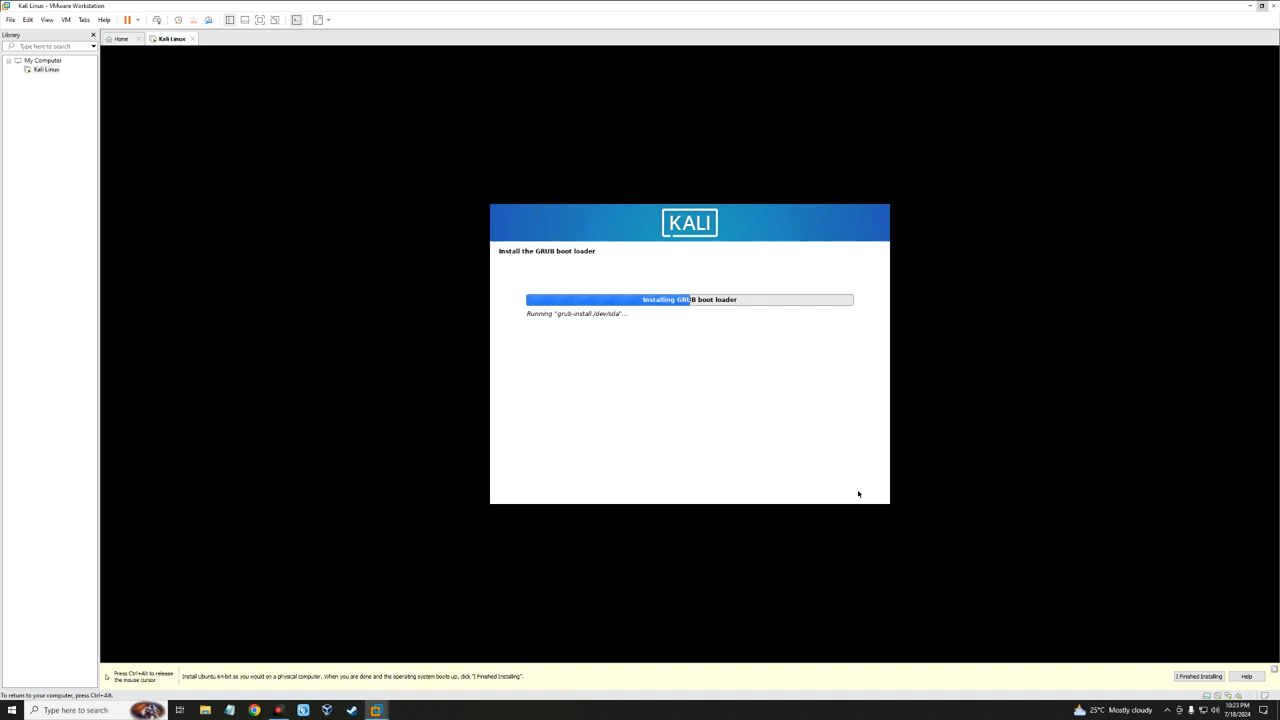 Kali Linux - VMware Workstation
File Edit View VM Tabs Help
Library
Type here to search
My Computer
Kali Linux
Home
Kali Linux
KALI
Install the GRUB boot loader
Installing GRUB boot loader
Running "grub-install /dev/sda"...
Press Ctrl+Alt to release
the mouse cursor
Install Ubuntu 64-bit as you would on a physical computer. When you are done and the operating system boots up, click "I Finished Installing".
I Finished Installing
Help
To return to your computer, press Ctrl+Alt.
Type here to search
25°C Mostly cloudy
10:23 PM
7/18/2024